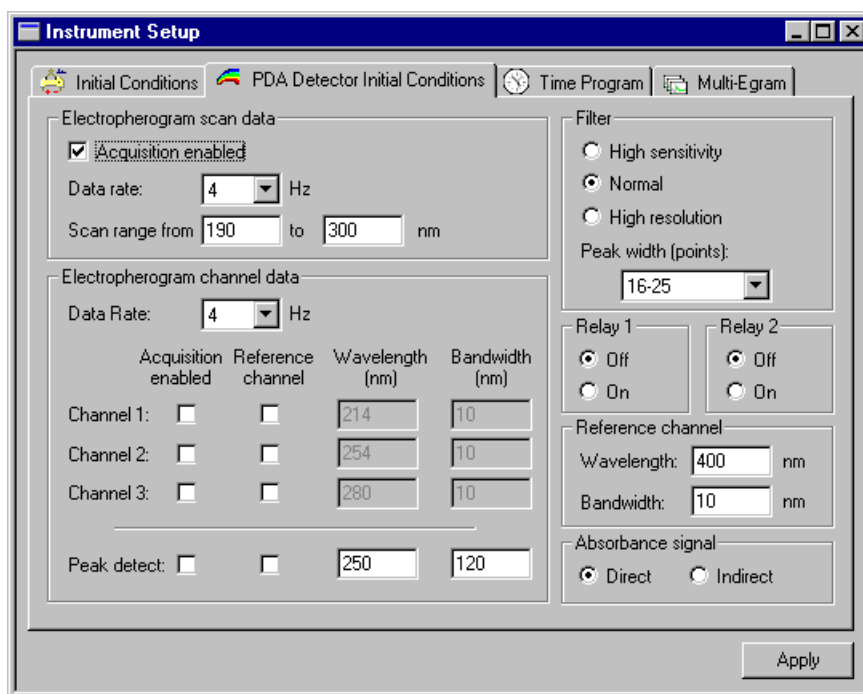 Instrument Setup
Initial Conditions
PDA Detector Initial Conditions
Time Program
Multi-Egram
Electropherogram scan data
Acquisition enabled
Data rate: 4 Hz
Scan range from 190 to 300 nm
Electropherogram channel data
Data Rate: 4 Hz
Acquisition Reference Wavelength Bandwidth
enabled channel (nm) (nm)
Channel 1: 214 10
Channel 2: 254 10
Channel 3: 280 10
Peak detect: 250 120
Filter
High sensitivity
Normal
High resolution
Peak width (points):
16-25
Relay 1
Off
On
Relay 2
Off
On
Reference channel
Wavelength: 400 nm
Bandwidth: 10 nm
Absorbance signal
Direct Indirect
Apply